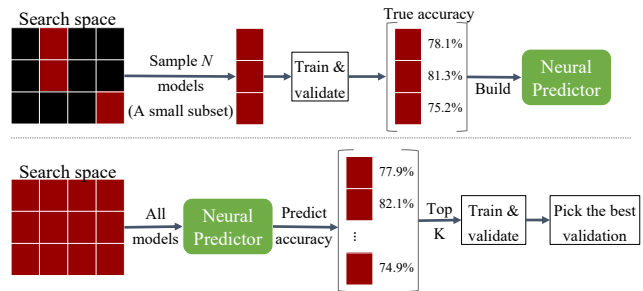 Search space
Sample N
models
(A small subset)
Train &
validate
True accuracy
78.1%
81.3%
75.2%
Build
Neural
Predictor
Search space
All
models
Neural
Predictor
Predict
accuracy
77.9%
82.1%
...
74.9%
Top
K
Train &
validate
Pick the best
validation